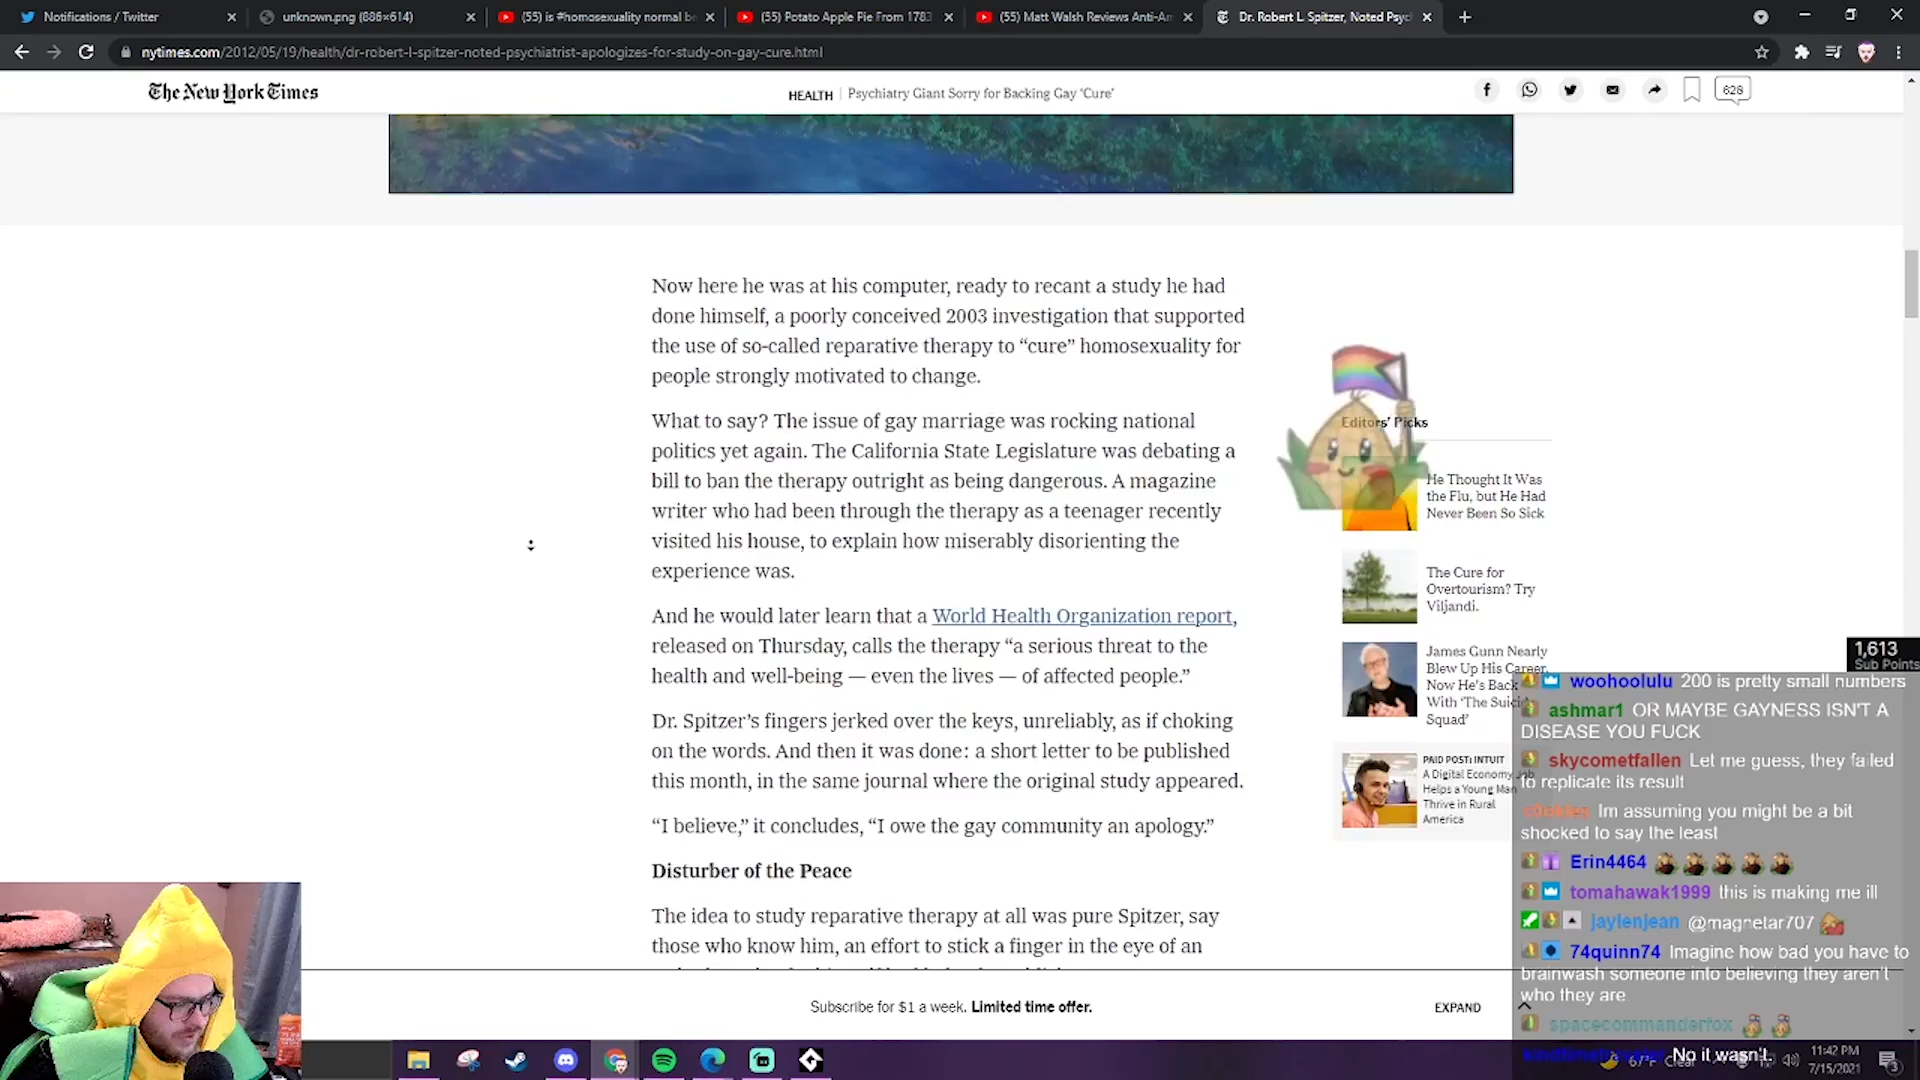 Notifications / Twitter
unknown.png (886×614)
(55) is #homosexuality normal be
(55) Potato Apple Pie From 1783
(55) Matt Walsh Reviews Anti-An
Dr. Robert L. Spitzer, Noted Psyc
nytimes.com/2012/05/19/health/dr-robert-l-spitzer-noted-psychiatrist-apologizes-for-study-on-gay-cure.html
The New York Times
HEALTH | Psychiatry Giant Sorry for Backing Gay ‘Cure’
628
Now here he was at his computer, ready to recant a study he had
done himself, a poorly conceived 2003 investigation that supported
the use of so-called reparative therapy to “cure” homosexuality for
people strongly motivated to change.
What to say? The issue of gay marriage was rocking national
politics yet again. The California State Legislature was debating a
bill to ban the therapy outright as being dangerous. A magazine
writer who had been through the therapy as a teenager recently
visited his house, to explain how miserably disorienting the
experience was.
And he would later learn that a World Health Organization report,
released on Thursday, calls the therapy “a serious threat to the
health and well-being — even the lives — of affected people.”
Dr. Spitzer’s fingers jerked over the keys, unreliably, as if choking
on the words. And then it was done: a short letter to be published
this month, in the same journal where the original study appeared.
“I believe,” it concludes, “I owe the gay community an apology.”
Disturber of the Peace
The idea to study reparative therapy at all was pure Spitzer, say
those who know him, an effort to stick a finger in the eye of an
Editors’ Picks
He Thought It Was
the Flu, but He Had
Never Been So Sick
The Cure for
Overtourism? Try
Viljandi.
James Gunn Nearly
Blew Up His Career.
Now He’s Back
With ‘The Suicid
Squad’
PAID POST: INTUIT
A Digital Economy Job
Helps a Young Man
Thrive in Rural
America
Subscribe for $1 a week. Limited time offer.
EXPAND
1,613
Sub Points
woohoolulu 200 is pretty small numbers
ashmar1 OR MAYBE GAYNESS ISN'T A
DISEASE YOU FUCK
skycometfallen Let me guess, they failed
to replicate its result
Im assuming you might be a bit
shocked to say the least
Erin4464
tomahawak1999 this is making me ill
jaylenjean @magnetar707
74quinn74 Imagine how bad you have to
brainwash someone into believing they aren't
who they are
spacecommanderfox
No it wasn't.
67°F Clear
11:42 PM
7/15/2021
3